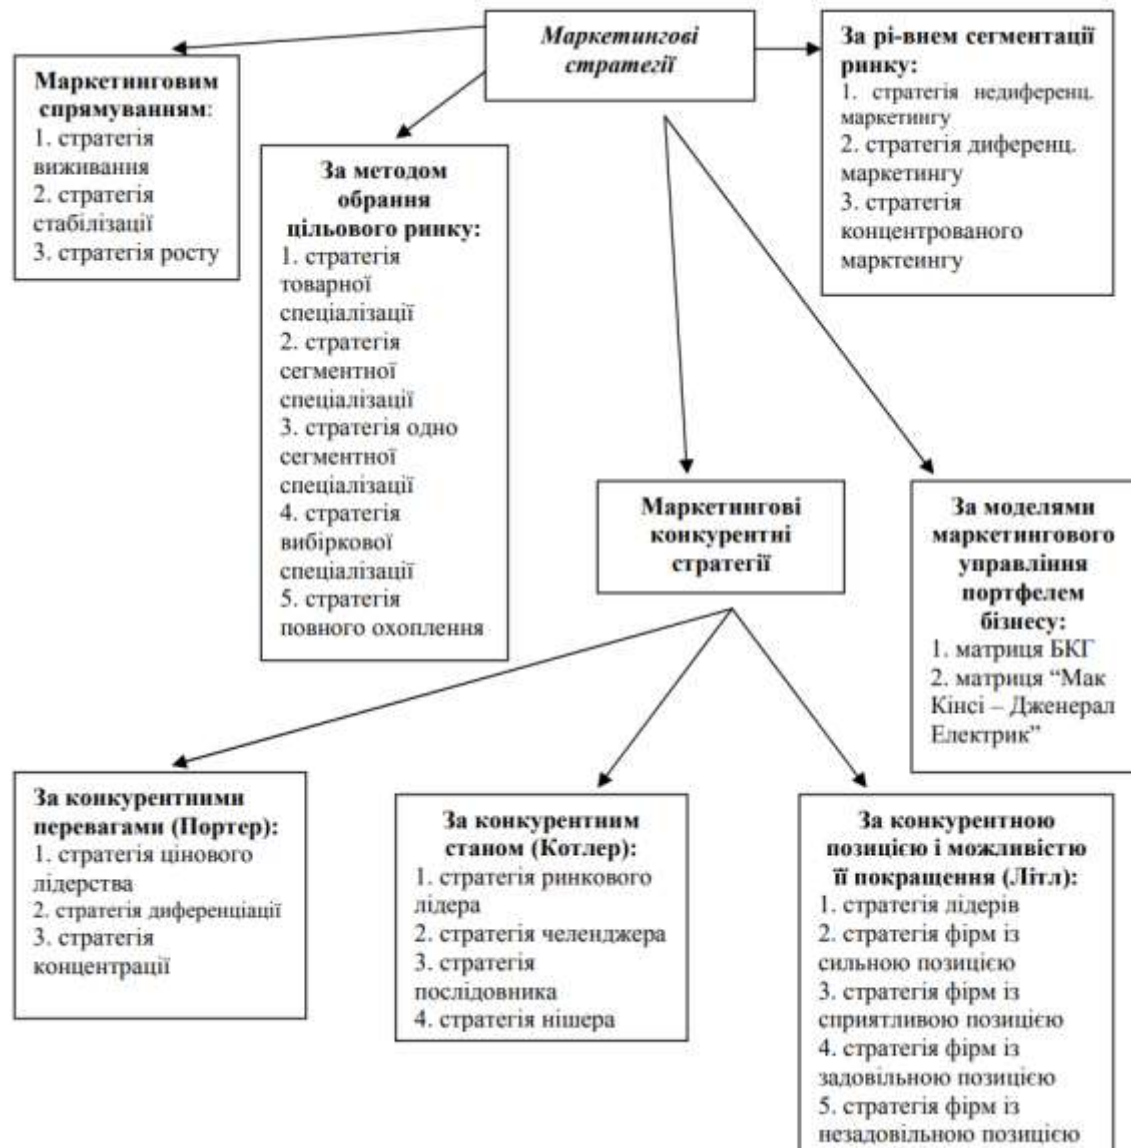 Маркетингові
стратегії
Маркетинговим
спрямуванням:
1. стратегія
виживання
2. стратегія
стабілізації
3. стратегія росту
За методом
обрання
цільового ринку:
1. стратегія
товарної
спеціалізації
2. стратегія
сегментної
спеціалізації
3. стратегія одно
сегментної
спеціалізації
4. стратегія
вибіркової
спеціалізації
5. стратегія
повного охоплення
За рі-внем сегментації
ринку:
1. стратегія недиференц.
маркетингу
2. стратегія диференц.
маркетингу
3. стратегія
концентрованого
марктеингу
Маркетингові
конкурентні
стратегії
За моделями
маркетингового
управління
портфелем
бізнесу:
1. матриця БКГ
2. матриця “Мак
Кінсі – Дженерал
Електрик”
За конкурентними
перевагами (Портер):
1. стратегія цінового
лідерства
2. стратегія диференціації
3. стратегія
концентрації
За конкурентним
станом (Котлер):
1. стратегія ринкового
лідера
2. стратегія челенджера
3. стратегія
послідовника
4. стратегія нішера
За конкурентною
позицією і можливістю
її покращення (Літл):
1. стратегія лідерів
2. стратегія фірм із
сильною позицією
3. стратегія фірм із
сприятливою позицією
4. стратегія фірм із
задовільною позицією
5. стратегія фірм із
незадовільною позицією